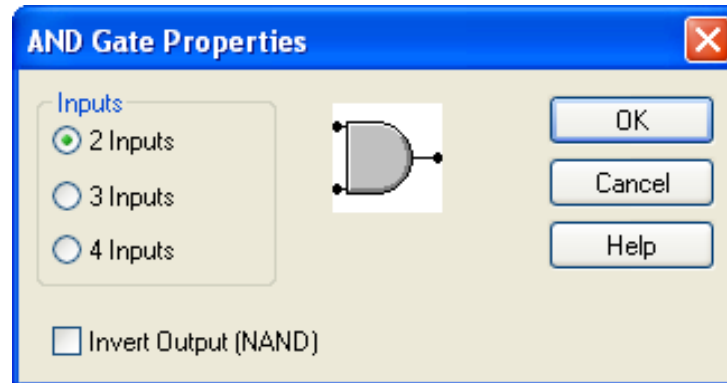 AND Gate Properties
Inputs
2 Inputs
3 Inputs
4 Inputs
OK
Cancel
Help
Invert Output (NAND)